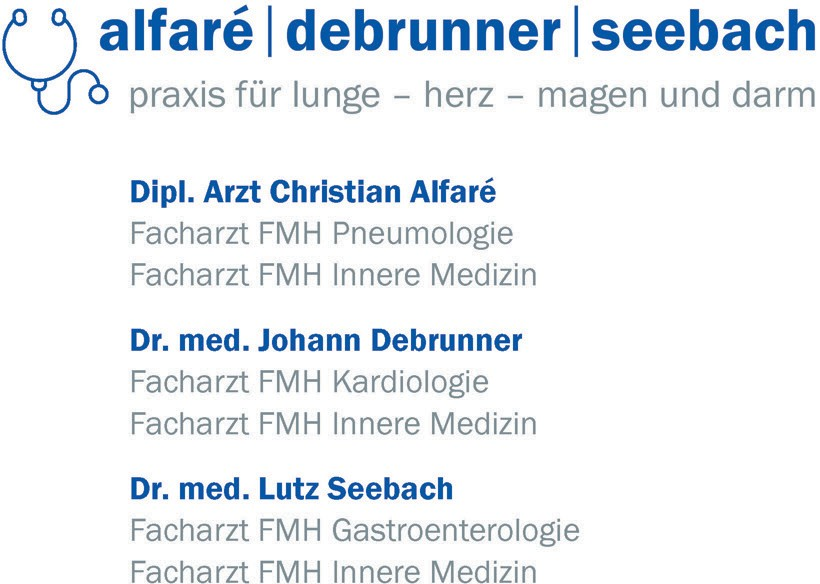 alfaré|debrunner|seebach
praxis für lunge – herz – magen und darm
Dipl. Arzt Christian Alfaré
Facharzt FMH Pneumologie
Facharzt FMH Innere Medizin
Dr. med. Johann Debrunner
Facharzt FMH Kardiologie
Facharzt FMH Innere Medizin
Dr. med. Lutz Seebach
Facharzt FMH Gastroenterologie
Facharzt FMH Innere Medizin